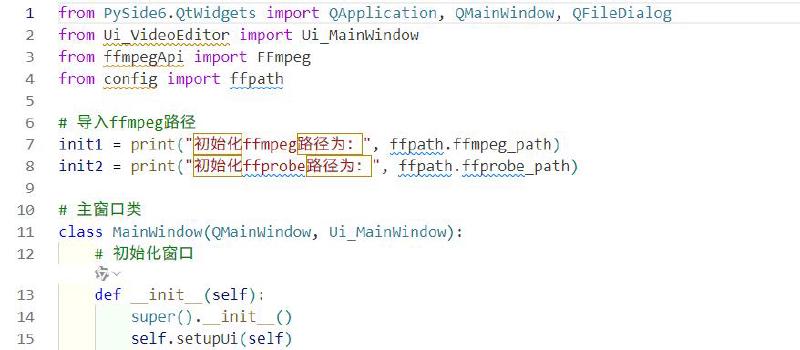 1 from PySide6.QtWidgets import QApplication, QMainWindow, QFileDialog
2 from Ui_VideoEditor import Ui_MainWindow
3 from ffmpegApi import FFmpeg
4 from config import ffpath
5
6 # 导入ffmpeg路径
7 init1 = print("初始化ffmpeg路径为：", ffpath.ffmpeg_path)
8 init2 = print("初始化ffprobe路径为：", ffpath.ffprobe_path)
9
10 # 主窗口类
11 class MainWindow(QMainWindow, Ui_MainWindow):
12     # 初始化窗口
13     def __init__(self):
14         super().__init__()
15         self.setupUi(self)